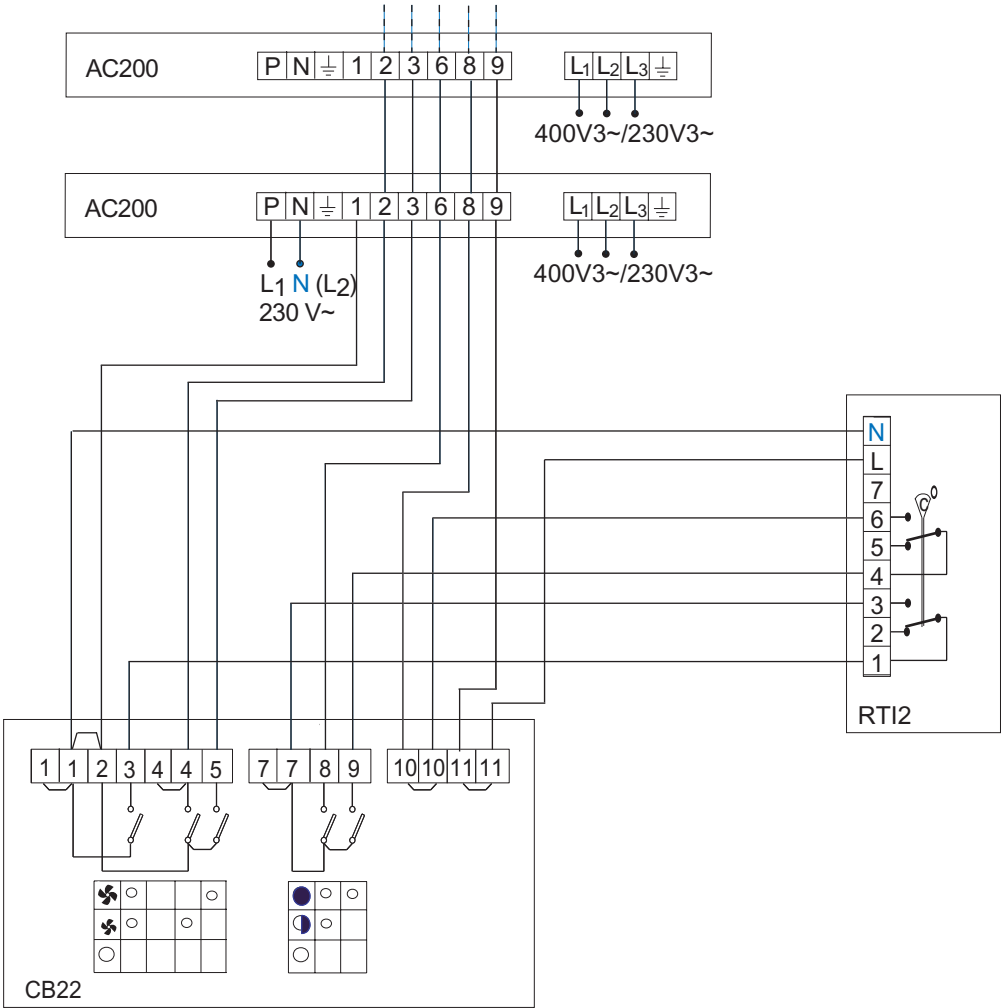 AC200 P N ⏚ 1 2 3 6 8 9 L1 L2 L3 ⏚
400V3~/230V3~
AC200 P N ⏚ 1 2 3 6 8 9 L1 L2 L3 ⏚
L1 N (L2) 400V3~/230V3~
230 V~
N
L
7
6 C°
5
4
3
2
1
RTI2
1 1 2 3 4 4 5 7 7 8 9 10 10 11 11
CB22